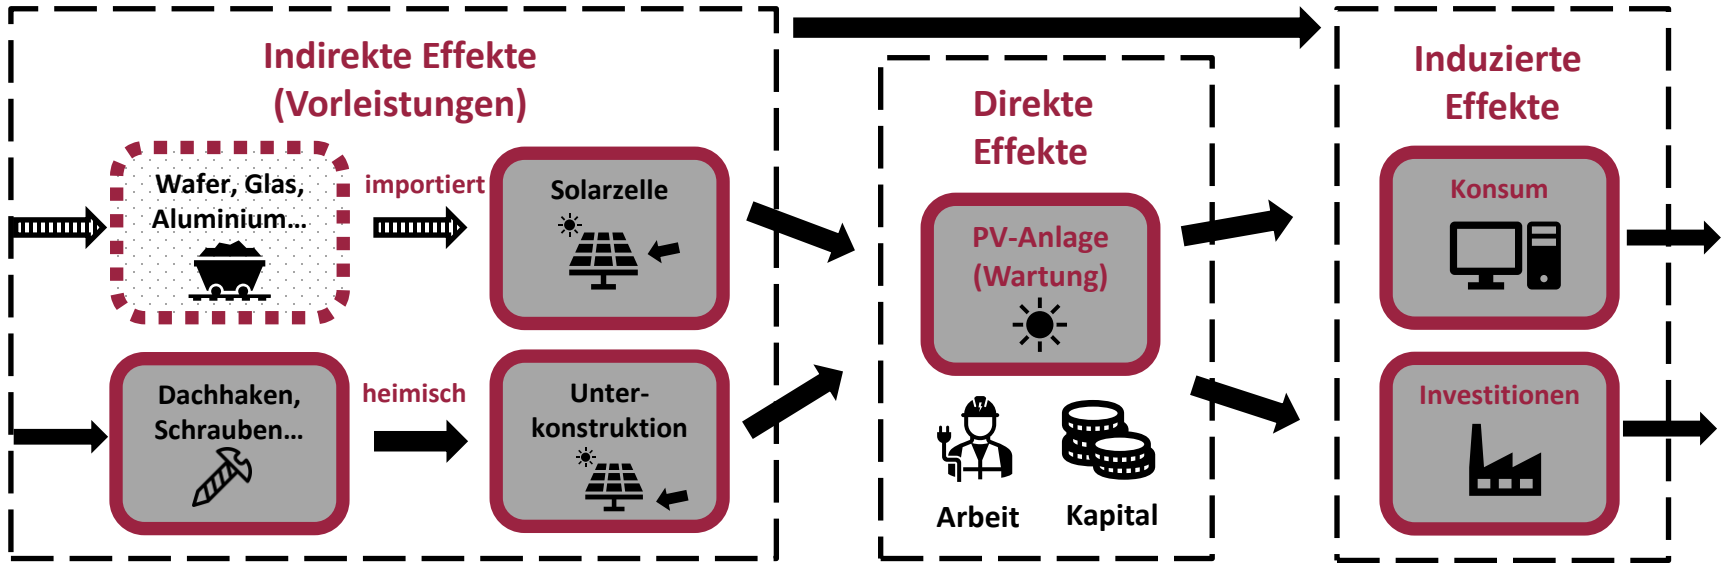 Indirekte Effekte
(Vorleistungen)
Wafer, Glas,
Aluminium...
importiert
Solarzelle
Dachhaken,
Schrauben...
heimisch
Unter-
konstruktion
Direkte
Effekte
PV-Anlage
(Wartung)
Arbeit
Kapital
Induzierte
Effekte
Konsum
Investitionen